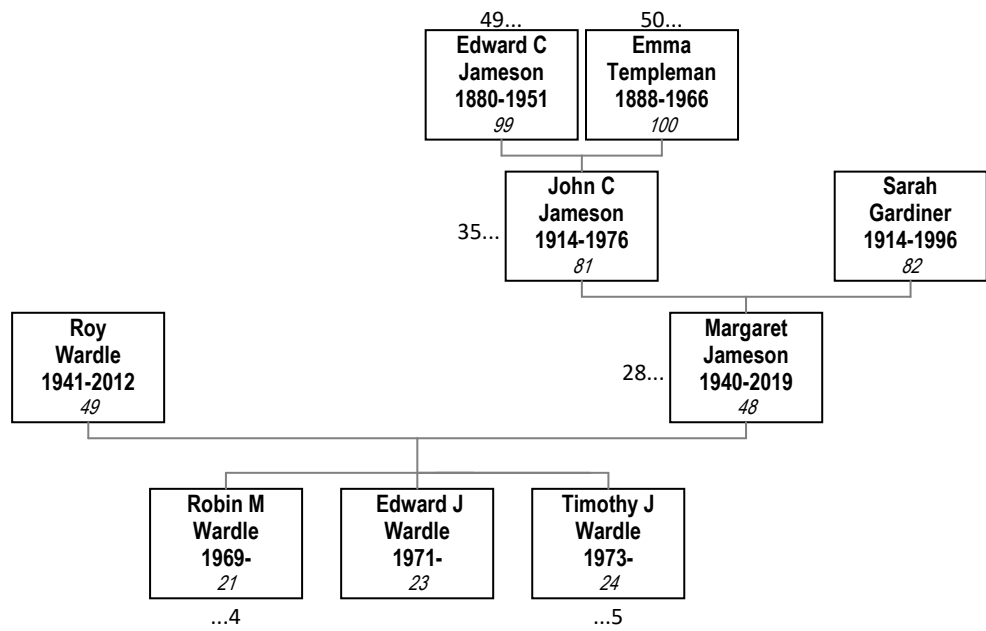 49...
50...
Edward C
Jameson
1880-1951
99
Emma
Templeman
1888-1966
100
35...
John C
Jameson
1914-1976
81
Sarah
Gardiner
1914-1996
82
Roy
Wardle
1941-2012
49
28...
Margaret
Jameson
1940-2019
48
Robin M
Wardle
1969-
21
Edward J
Wardle
1971-
23
Timothy J
Wardle
1973-
24
...4
...5